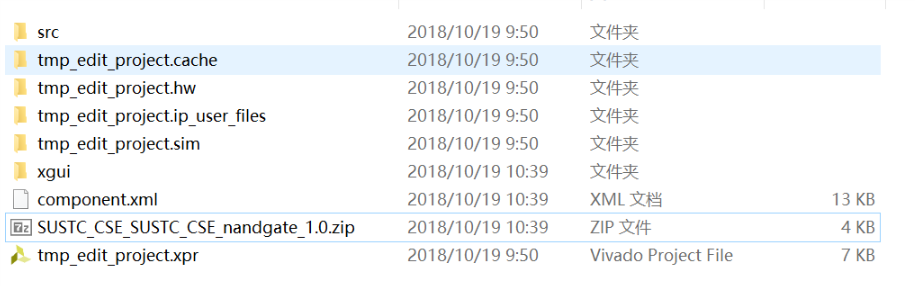 src 2018/10/19 9:50 文件夹
tmp_edit_project.cache 2018/10/19 9:50 文件夹
tmp_edit_project.hw 2018/10/19 9:50 文件夹
tmp_edit_project.ip_user_files 2018/10/19 9:50 文件夹
tmp_edit_project.sim 2018/10/19 9:50 文件夹
xgui 2018/10/19 10:39 文件夹
component.xml 2018/10/19 10:39 XML 文档 13 KB
SUSTC_CSE_SUSTC_CSE_nandgate_1.0.zip 2018/10/19 10:39 ZIP 文件 4 KB
tmp_edit_project.xpr 2018/10/19 9:50 Vivado Project File 7 KB